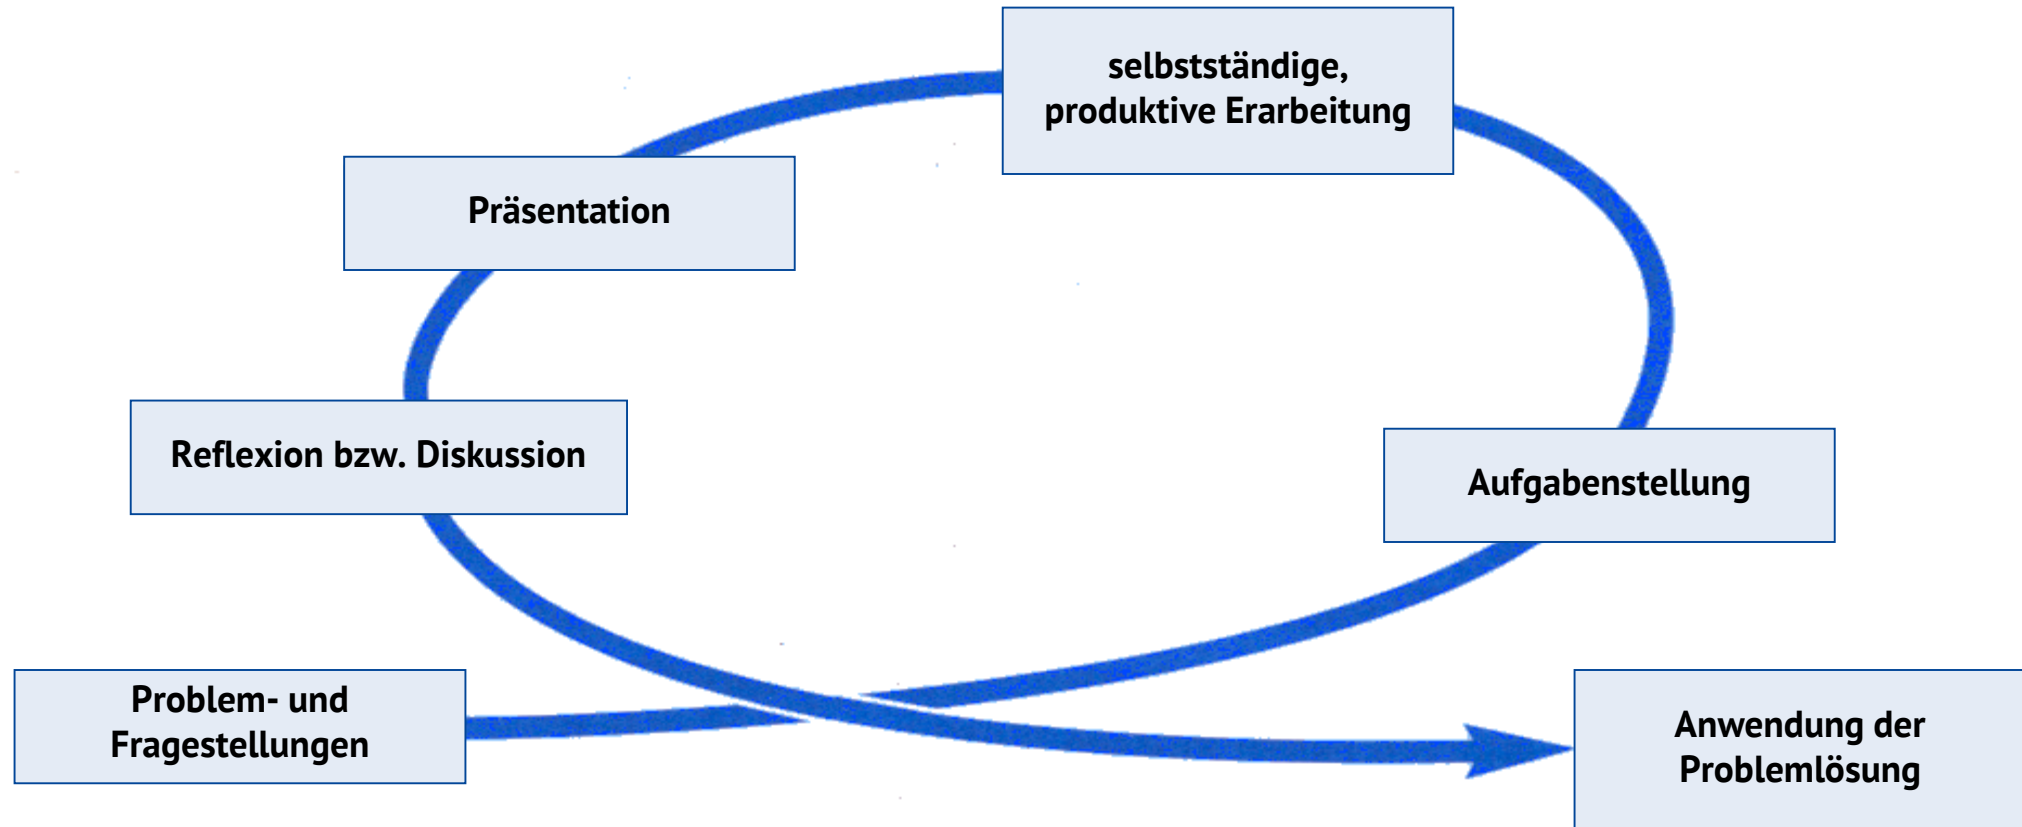 selbstständige,
produktive Erarbeitung
Präsentation
Reflexion bzw. Diskussion
Aufgabenstellung
Problem- und
Fragestellungen
Anwendung der
Problemlösung